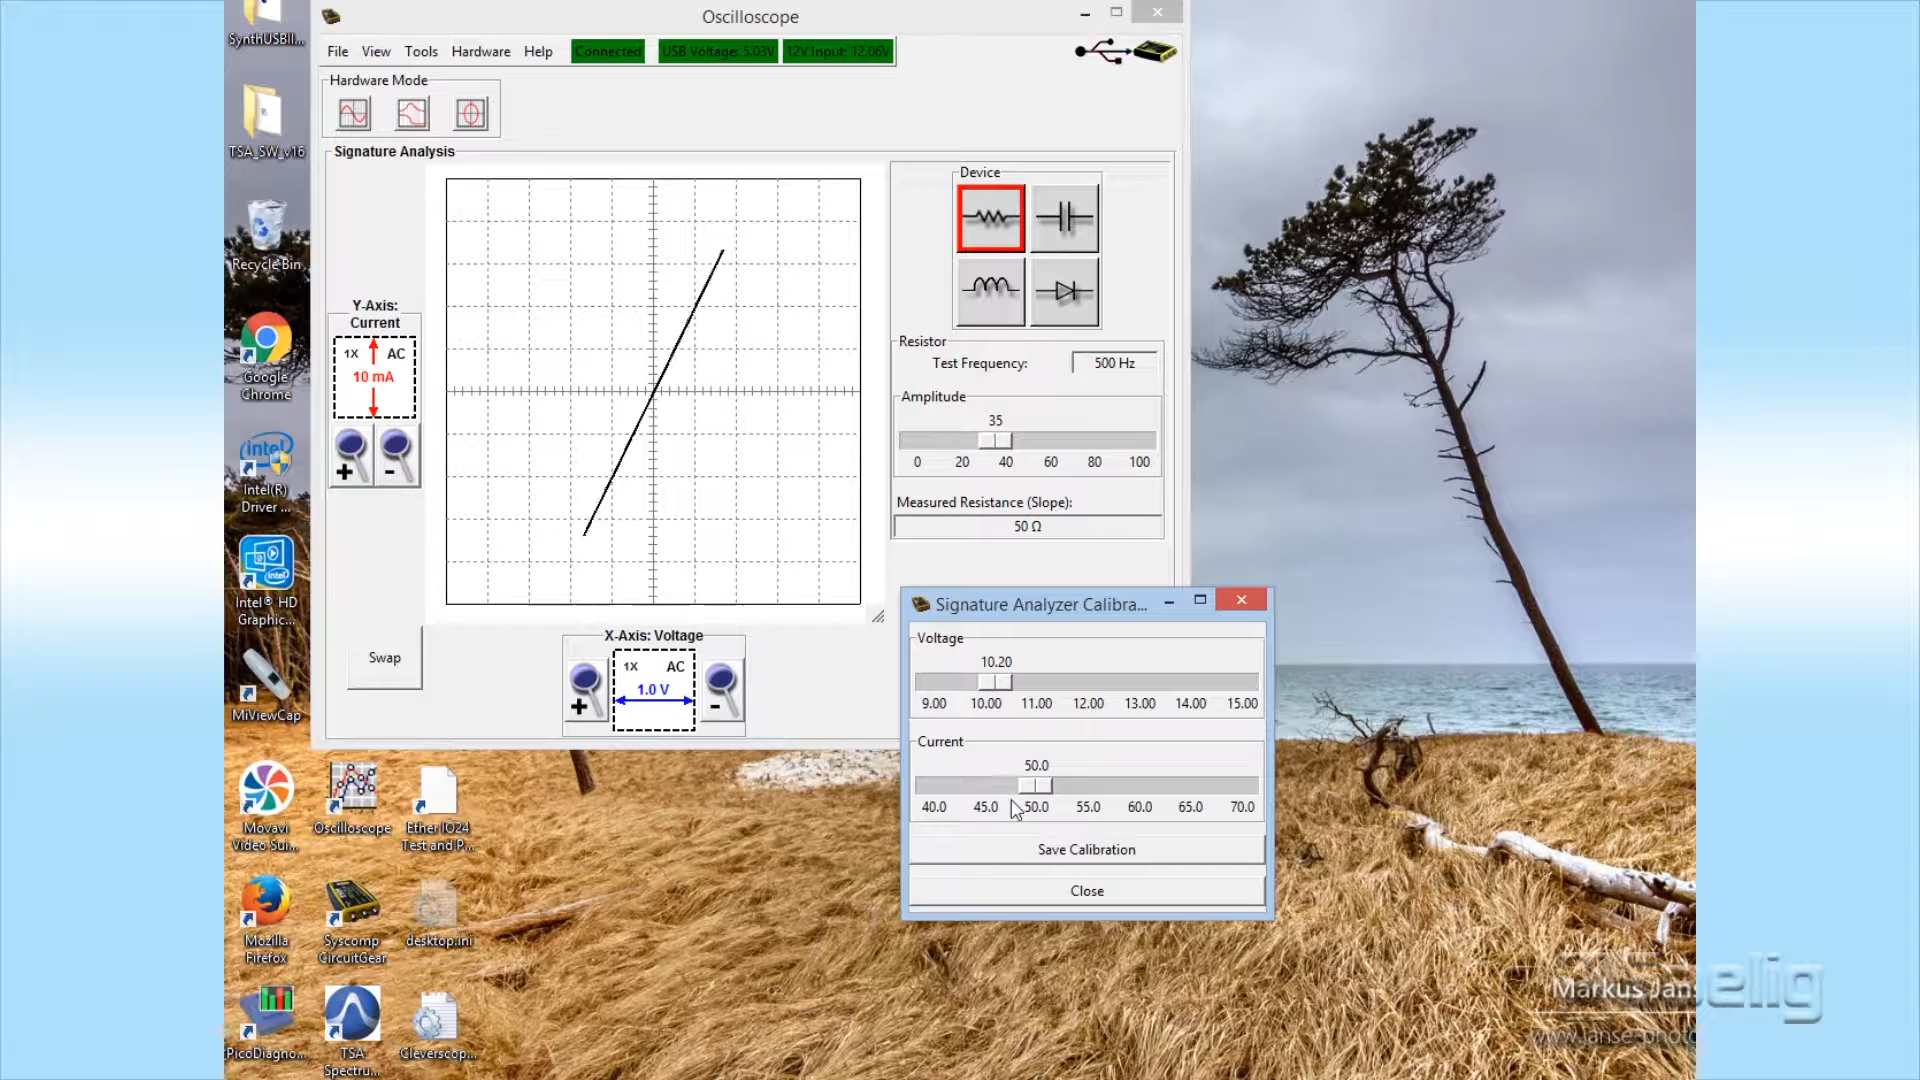 SynthUSBII...
Oscilloscope
File View Tools Hardware Help Connected USB Voltage: 5.03V 12V Input: 12.06V
Hardware Mode
TSA_SW_v16
Signature Analysis
Device
Recycle Bin
Y-Axis:
Current
1X AC
10 mA
Resistor
Test Frequency: 500 Hz
Google
Chrome
Amplitude
35
0 20 40 60 80 100
+ -
Intel(R)
Driver ...
Measured Resistance (Slope):
50 Ω
Intel® HD
Graphic...
Swap
X-Axis: Voltage
1X AC
1.0 V
+ -
MiViewCap
Signature Analyzer Calibra...
Voltage
10.20
9.00 10.00 11.00 12.00 13.00 14.00 15.00
Current
50.0
40.0 45.0 50.0 55.0 60.0 65.0 70.0
Save Calibration
Close
Movavi
Video Sui...
Oscilloscope
Ether IO24
Test and P...
Mozilla
Firefox
Syscomp
CircuitGear
desktop.ini
PicoDiagno...
TSA
Spectru...
Cleverscop...
Markus Jans
elig
www.janse-photo